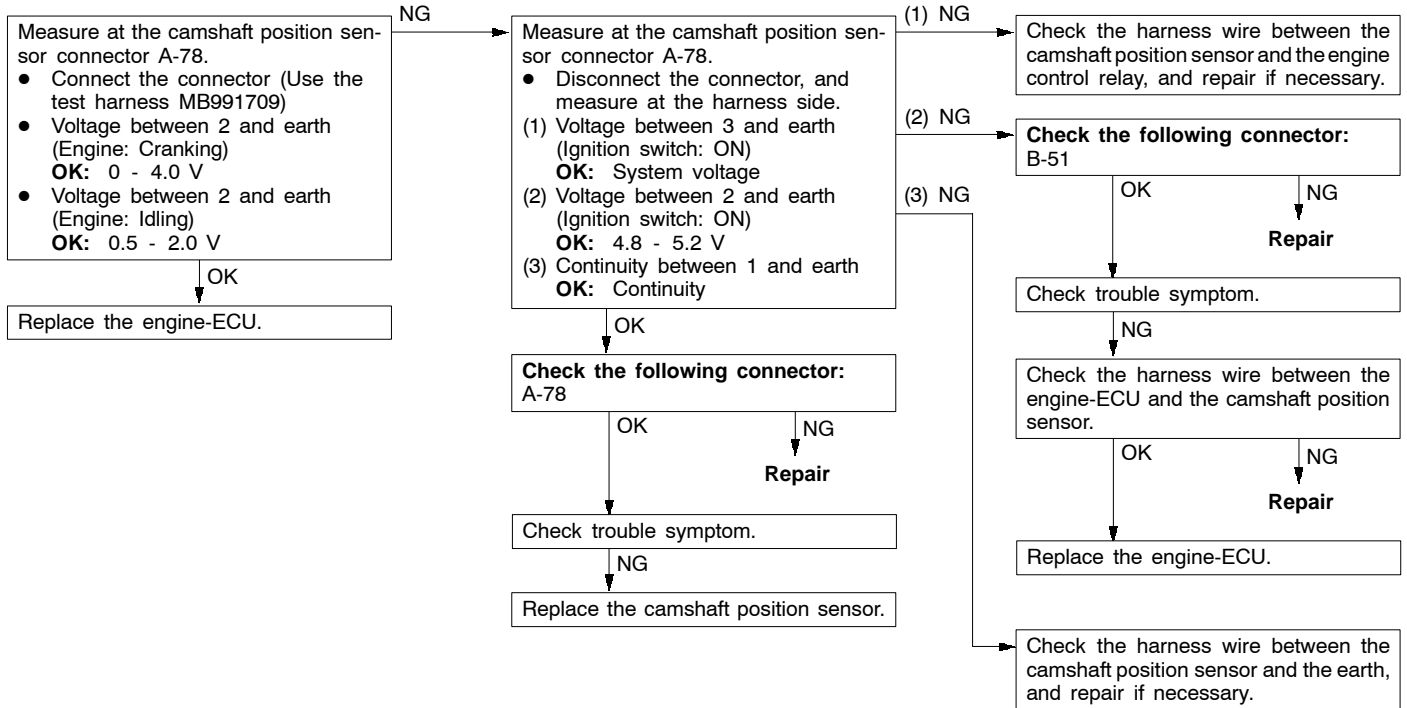 Measure at the camshaft position sen-
sor connector A-78.
● Connect the connector (Use the
test harness MB991709)
● Voltage between 2 and earth
(Engine: Cranking)
OK: 0 - 4.0 V
● Voltage between 2 and earth
(Engine: Idling)
OK: 0.5 - 2.0 V
NG
OK
Replace the engine-ECU.
Measure at the camshaft position sen-
sor connector A-78.
● Disconnect the connector, and
measure at the harness side.
(1) Voltage between 3 and earth
(Ignition switch: ON)
OK: System voltage
(2) Voltage between 2 and earth
(Ignition switch: ON)
OK: 4.8 - 5.2 V
(3) Continuity between 1 and earth
OK: Continuity
OK
Check the following connector:
A-78
OK
NG
Repair
Check trouble symptom.
NG
Replace the camshaft position sensor.
(1) NG
Check the harness wire between the
camshaft position sensor and the engine
control relay, and repair if necessary.
(2) NG
Check the following connector:
B-51
OK
NG
Repair
Check trouble symptom.
NG
Check the harness wire between the
engine-ECU and the camshaft position
sensor.
OK
NG
Repair
Replace the engine-ECU.
(3) NG
Check the harness wire between the
camshaft position sensor and the earth,
and repair if necessary.